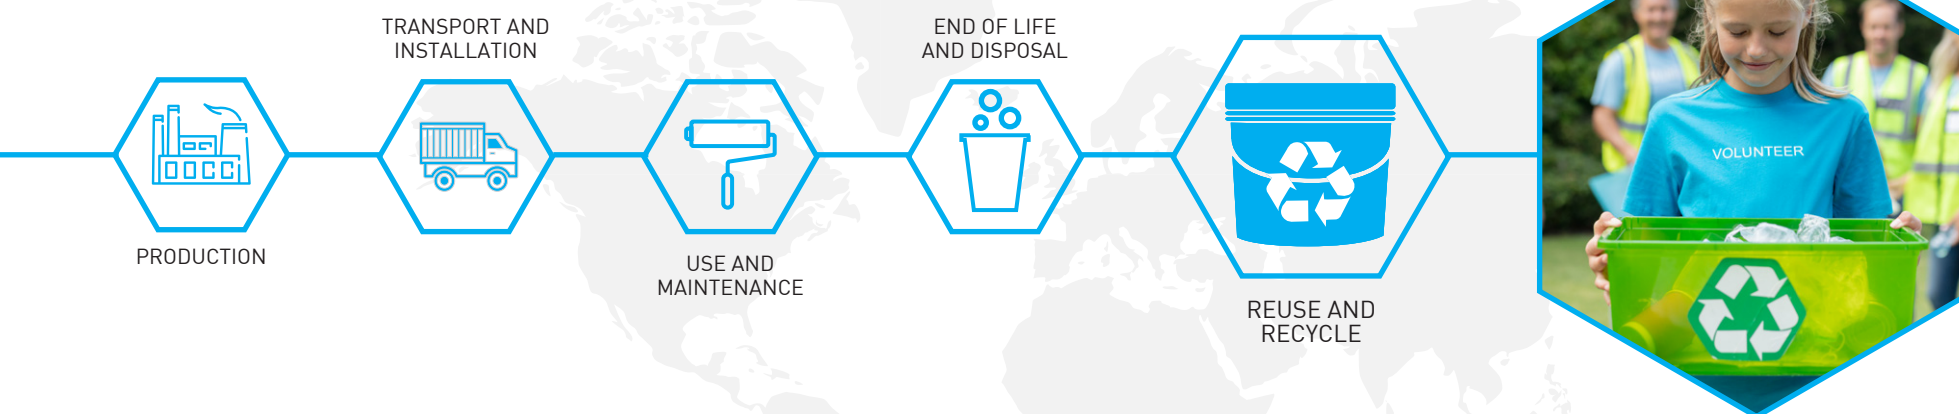 PRODUCTION
TRANSPORT AND
INSTALLATION
USE AND
MAINTENANCE
END OF LIFE
AND DISPOSAL
REUSE AND
RECYCLE
VOLUNTEER